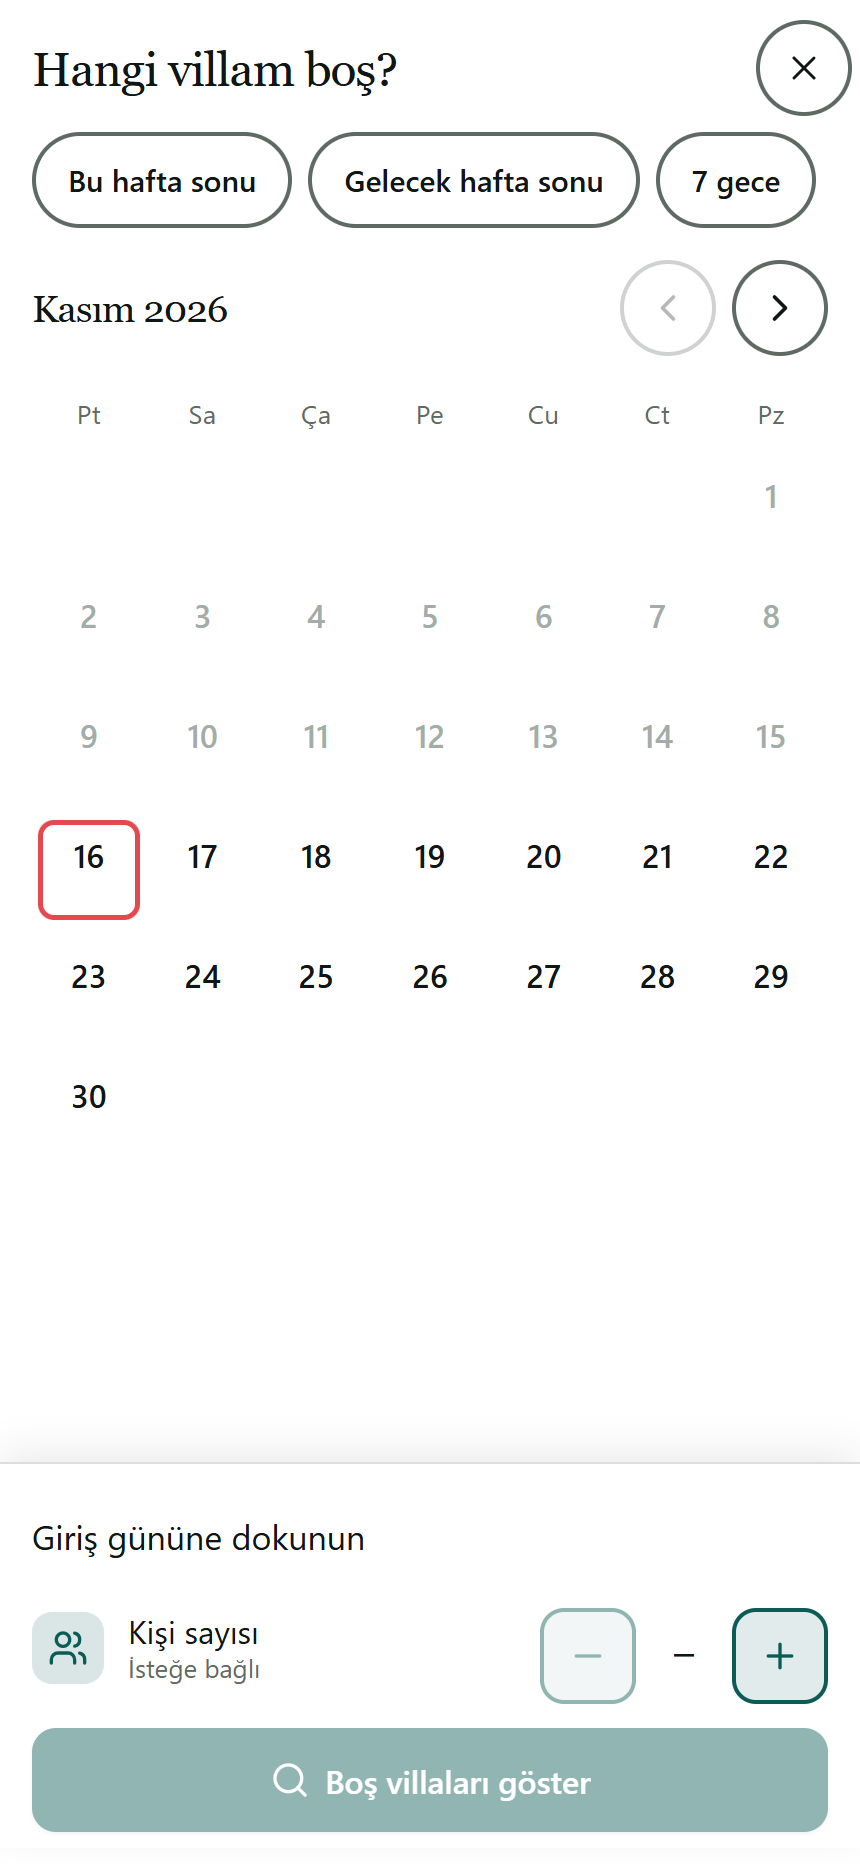 Hangi villam boş?
Bu hafta sonu Gelecek hafta sonu 7 gece
Kasım 2026
Pt Sa Ça Pe Cu Ct Pz
1
2 3 4 5 6 7 8
9 10 11 12 13 14 15
16 17 18 19 20 21 22
23 24 25 26 27 28 29
30
Giriş gününe dokunun
Kişi sayısı
İsteğe bağlı
–
Boş villaları göster